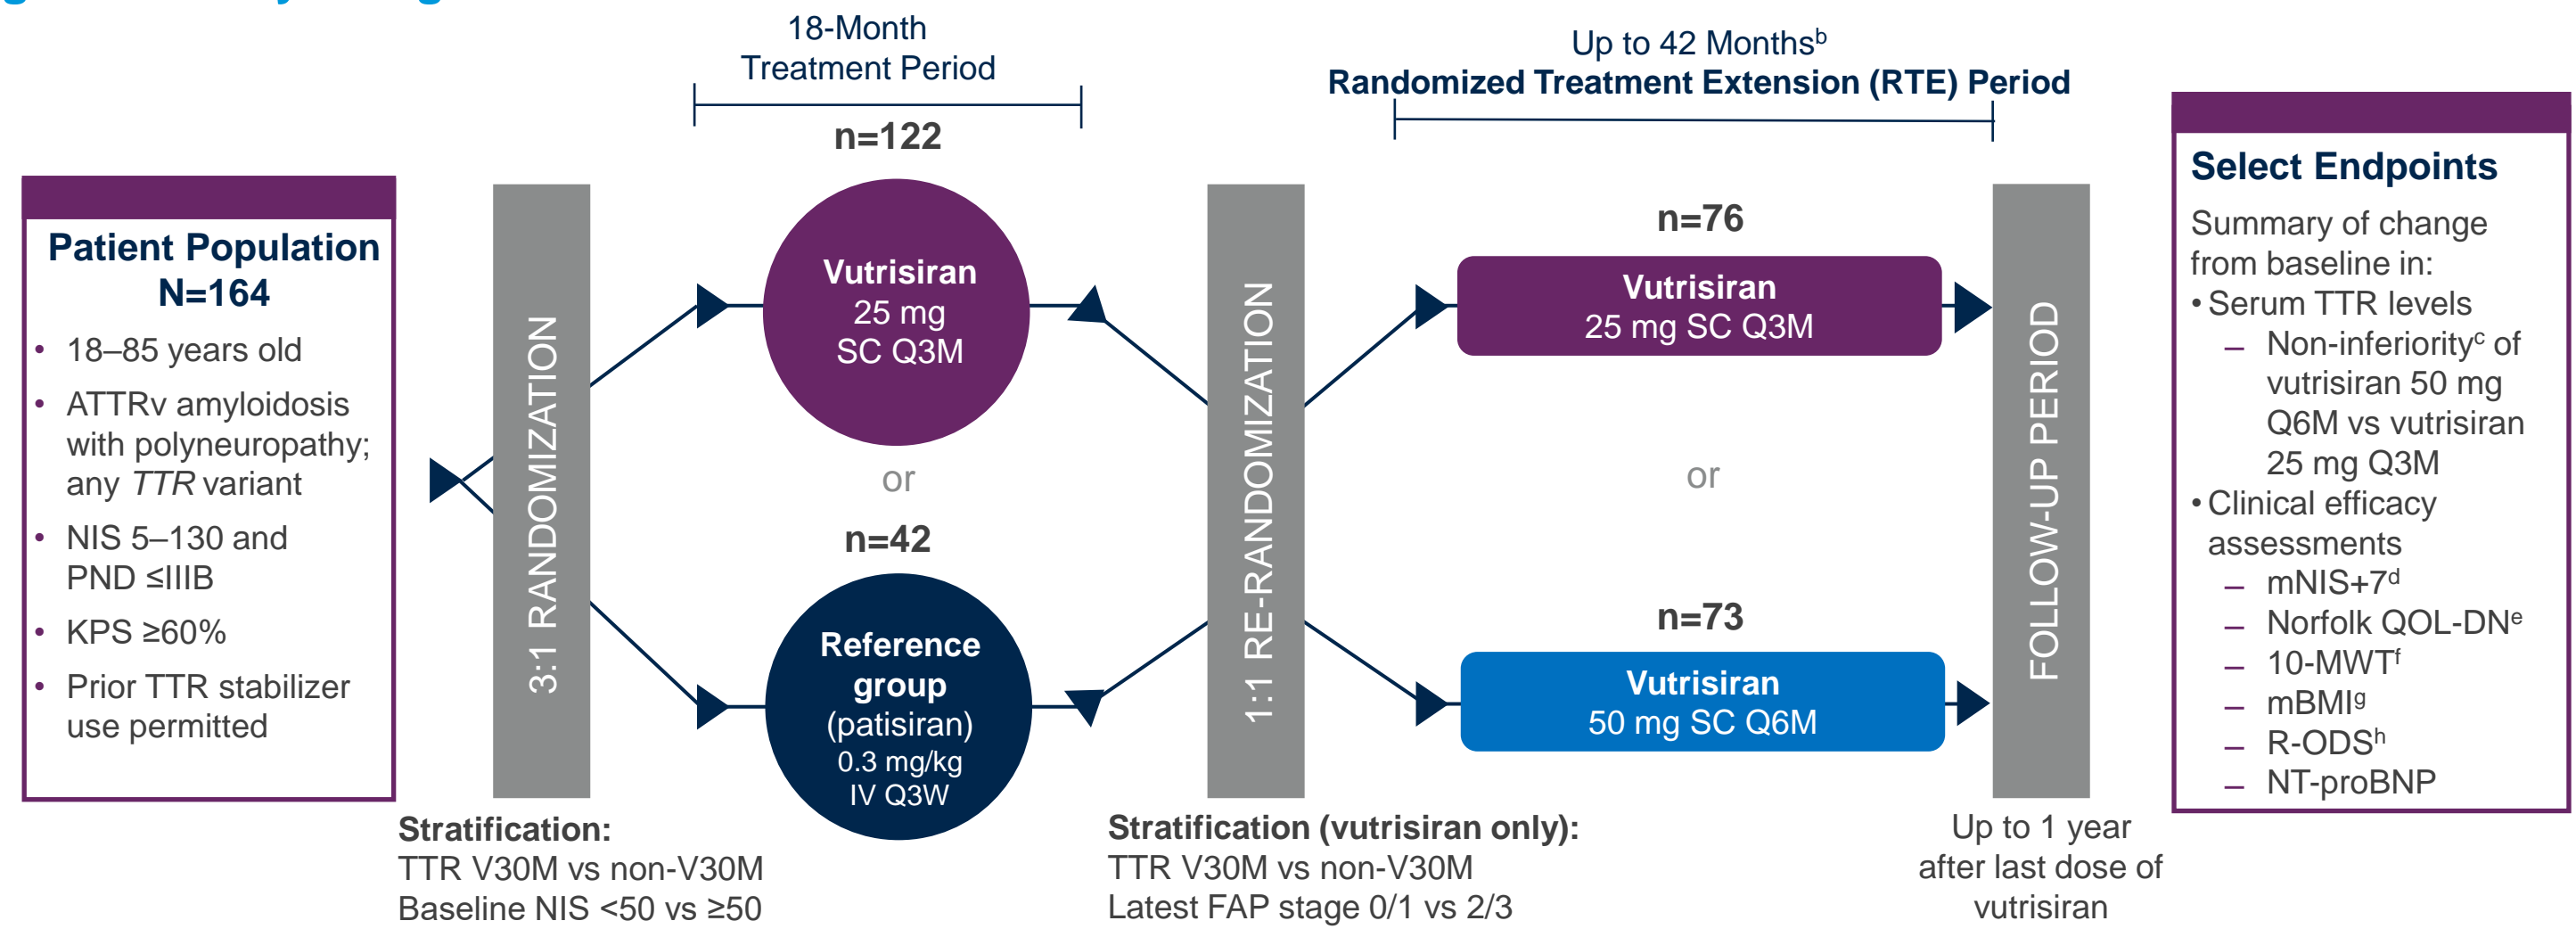 18-Month
Treatment Period
Up to 42 Monthsᵇ
Randomized Treatment Extension (RTE) Period
Patient Population
N=164
• 18–85 years old
• ATTRv amyloidosis
with polyneuropathy;
any TTR variant
• NIS 5–130 and
PND ≤IIIB
• KPS ≥60%
• Prior TTR stabilizer
use permitted
3:1 RANDOMIZATION
Stratification:
TTR V30M vs non-V30M
Baseline NIS <50 vs ≥50
n=122
Vutrisiran
25 mg
SC Q3M
or
n=42
Reference
group
(patisiran)
0.3 mg/kg
IV Q3W
1:1 RE-RANDOMIZATION
Stratification (vutrisiran only):
TTR V30M vs non-V30M
Latest FAP stage 0/1 vs 2/3
n=76
Vutrisiran
25 mg SC Q3M
or
n=73
Vutrisiran
50 mg SC Q6M
FOLLOW-UP PERIOD
Up to 1 year
after last dose of
vutrisiran
Select Endpoints
Summary of change
from baseline in:
• Serum TTR levels
– Non-inferiorityᶜ of
vutrisiran 50 mg
Q6M vs vutrisiran
25 mg Q3M
• Clinical efficacy
assessments
– mNIS+7ᵈ
– Norfolk QOL-DNᵉ
– 10-MWTᶠ
– mBMIᵍ
– R-ODSʰ
– NT-proBNP